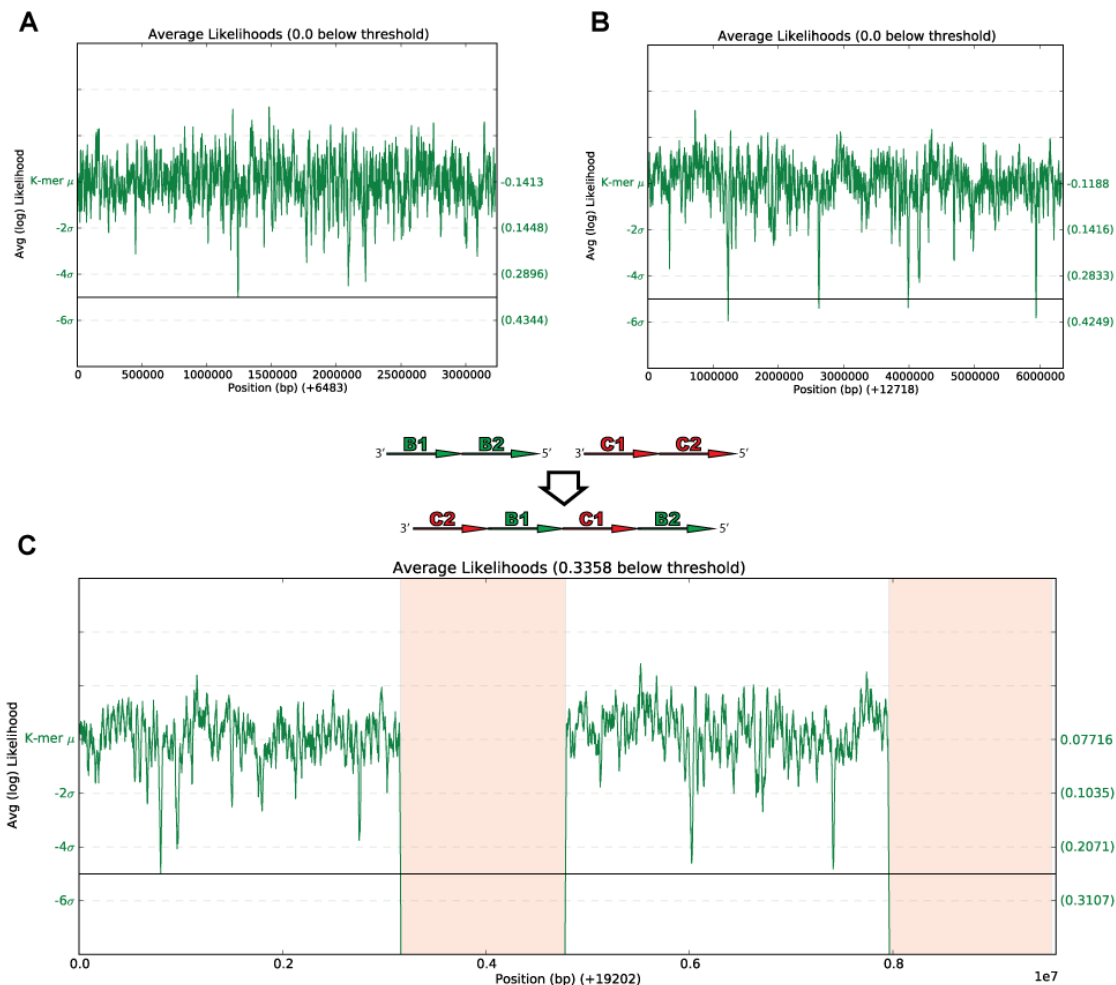 A
Average Likelihoods (0.0 below threshold)
Avg (log) Likelihood
K-mer μ
-2σ
-4σ
-6σ
-0.1413
(0.1448)
(0.2896)
(0.4344)
0 500000 1000000 1500000 2000000 2500000 3000000
Position (bp) (+6483)
B
Average Likelihoods (0.0 below threshold)
Avg (log) Likelihood
K-mer μ
-2σ
-4σ
-6σ
-0.1188
(0.1416)
(0.2833)
(0.4249)
0 1000000 2000000 3000000 4000000 5000000 6000000
Position (bp) (+12718)
3′ B1 B2 5′ 3′ C1 C2 5′
3′ C2 B1 C1 B2 5′
C
Average Likelihoods (0.3358 below threshold)
Avg (log) Likelihood
K-mer μ
-2σ
-4σ
-6σ
0.07716
(0.1035)
(0.2071)
(0.3107)
0.0 0.2 0.4 0.6 0.8
1e7
Position (bp) (+19202)